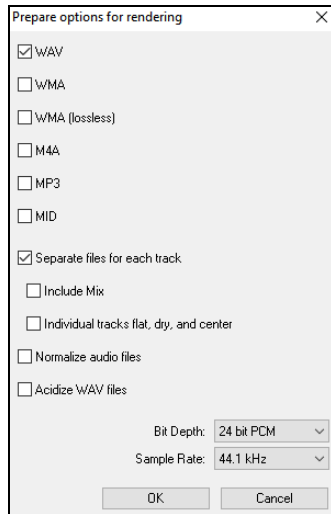 Prepare options for rendering
WAV
WMA
WMA (lossless)
M4A
MP3
MID
Separate files for each track
Include Mix
Individual tracks flat, dry, and center
Normalize audio files
Acidize WAV files
Bit Depth: 24 bit PCM
Sample Rate: 44.1 kHz
OK Cancel